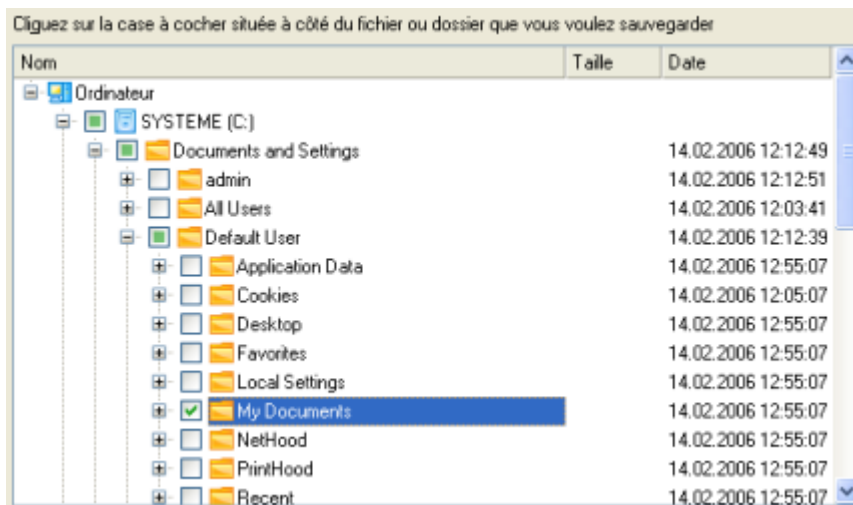 Cliguez sur la case à cocher située à côté du fichier ou dossier que vous voulez sauvegarder
Nom Taille Date
Ordinateur
SYSTEME (C:)
Documents and Settings 14.02.2006 12:12:49
admin 14.02.2006 12:12:51
All Users 14.02.2006 12:03:41
Default User 14.02.2006 12:12:39
Application Data 14.02.2006 12:55:07
Cookies 14.02.2006 12:05:07
Desktop 14.02.2006 12:55:07
Favorites 14.02.2006 12:55:07
Local Settings 14.02.2006 12:55:07
My Documents 14.02.2006 12:55:07
NetHood 14.02.2006 12:55:07
PrintHood 14.02.2006 12:55:07
Recent 14.02.2006 12:55:07